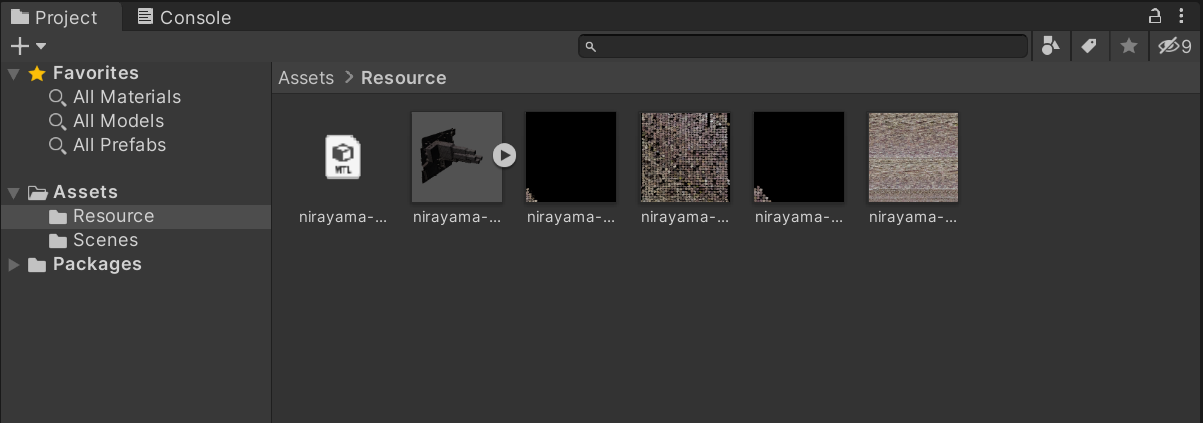 Project
Console
9
Favorites
All Materials
All Models
All Prefabs
Assets
Resource
Scenes
Packages
Assets > Resource
MTL
nirayama-...
nirayama-...
nirayama-...
nirayama-...
nirayama-...
nirayama-...